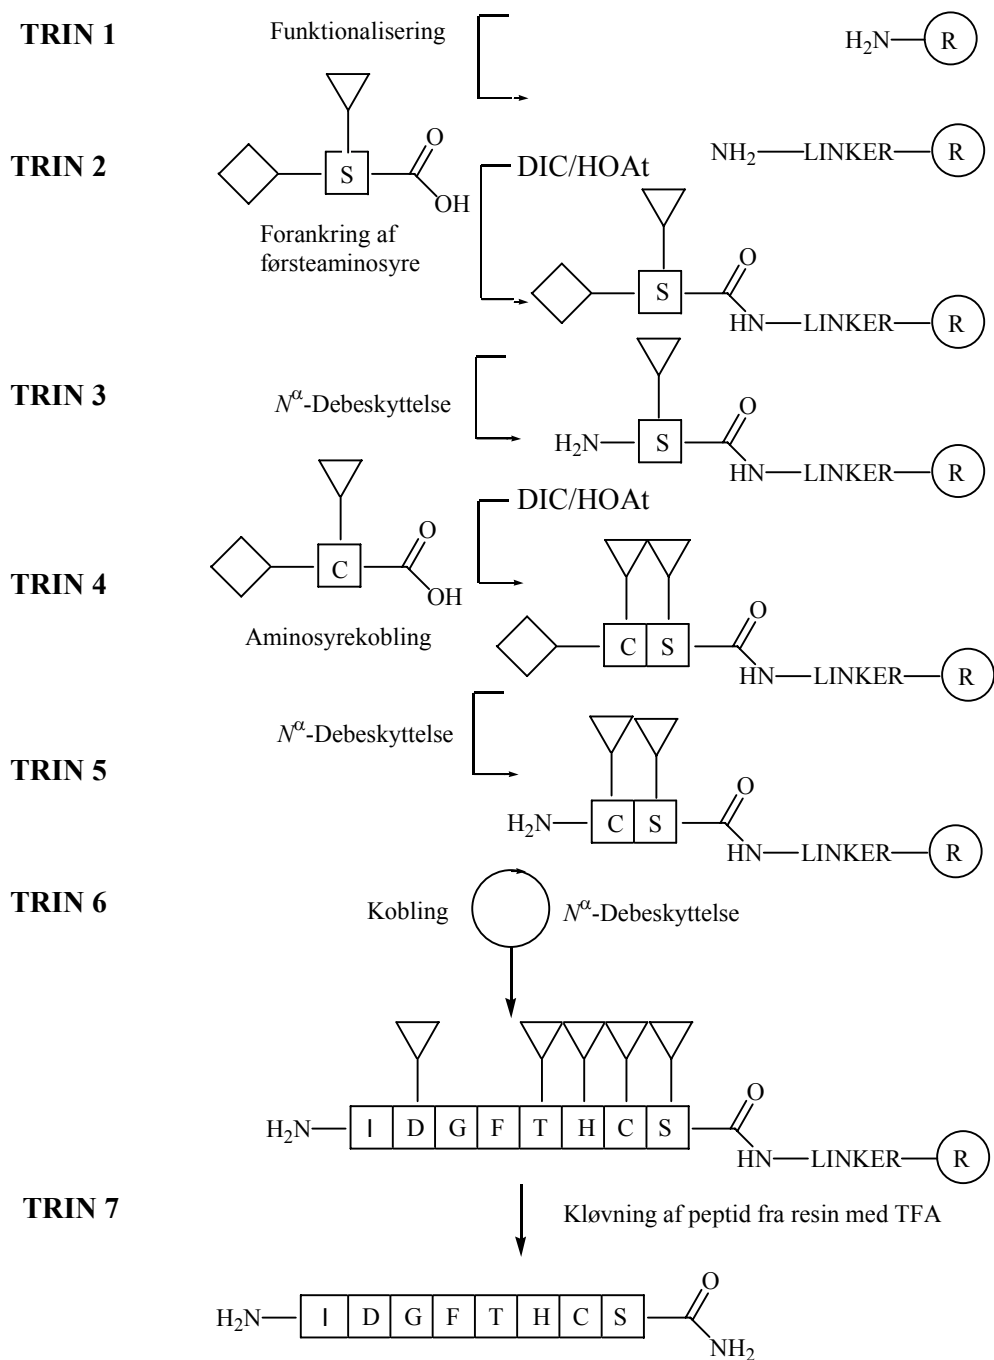 TRIN 1
Funktionalisering
H2N R
TRIN 2
S O OH
DIC/HOAt
NH2 LINKER R
Forankring af
førsteaminosyre
S O
HN LINKER R
TRIN 3
Nα-Debeskyttelse
H2N S O
HN LINKER R
DIC/HOAt
TRIN 4
C O OH
Aminosyrekobling
C S O
HN LINKER R
Nα-Debeskyttelse
TRIN 5
H2N C S O
HN LINKER R
TRIN 6
Kobling
Nα-Debeskyttelse
H2N I D G F T H C S O
HN LINKER R
TRIN 7
Kløvning af peptid fra resin med TFA
H2N I D G F T H C S O
NH2